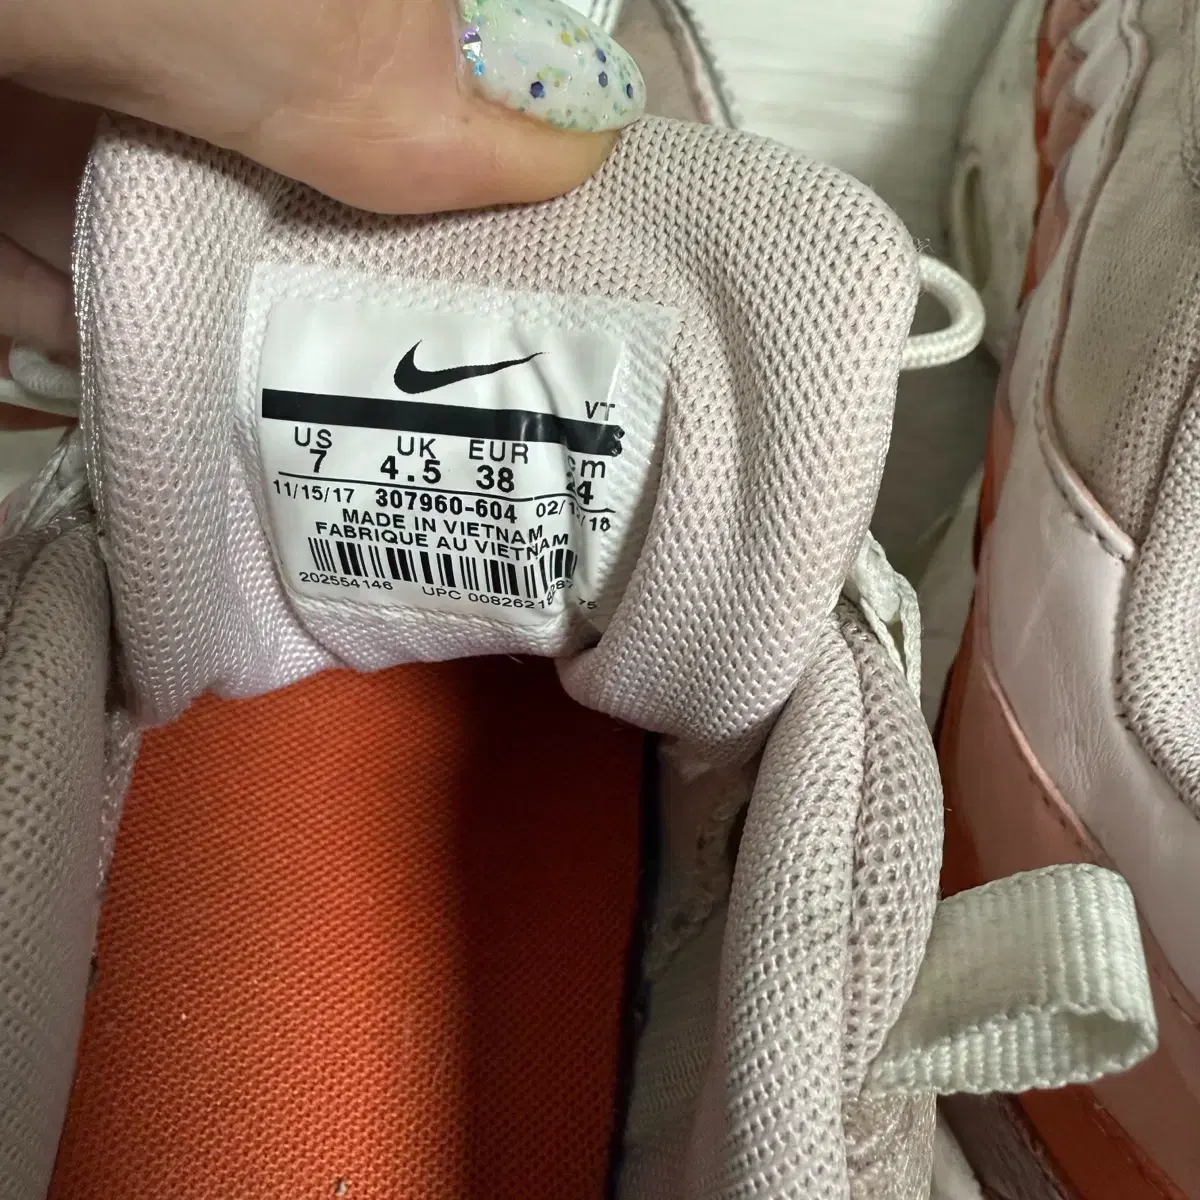 VT
US UK EUR cm
7 4.5 38
11/15/17 307960-604
MADE IN VIETNAM
FABRIQUE AU VIETNAM
202554146
UPC